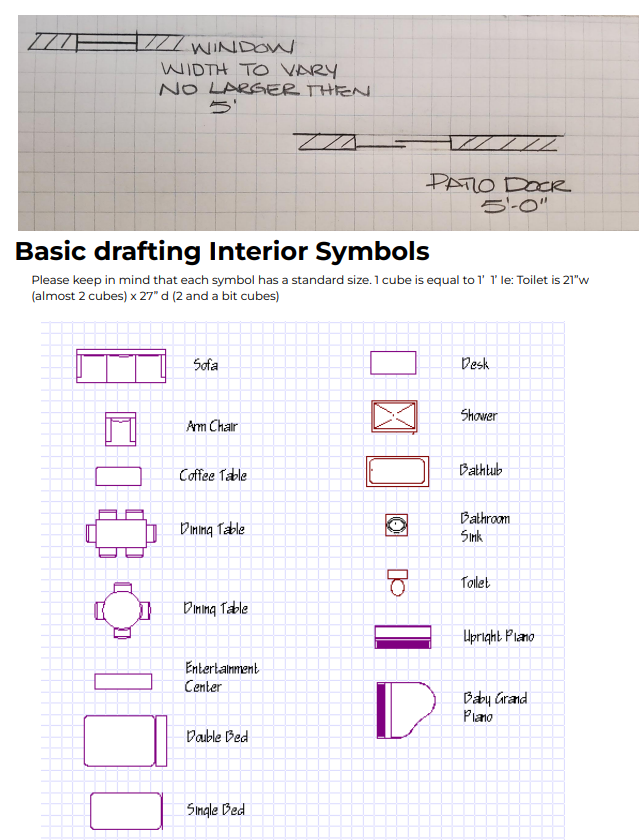 WINDOW
WIDTH TO VARY
NO LARGER THEN
5'
PATIO DOOR
5'-0"
Basic drafting Interior Symbols
Please keep in mind that each symbol has a standard size. 1 cube is equal to 1’ 1’ Ie: Toilet is 21”w
(almost 2 cubes) x 27” d (2 and a bit cubes)
Sofa
Arm Chair
Coffee Table
Dining Table
Dining Table
Entertainment
Center
Double Bed
Single Bed
Desk
Shower
Bathtub
Bathroom
Sink
Toilet
Upright Piano
Baby Grand
Piano